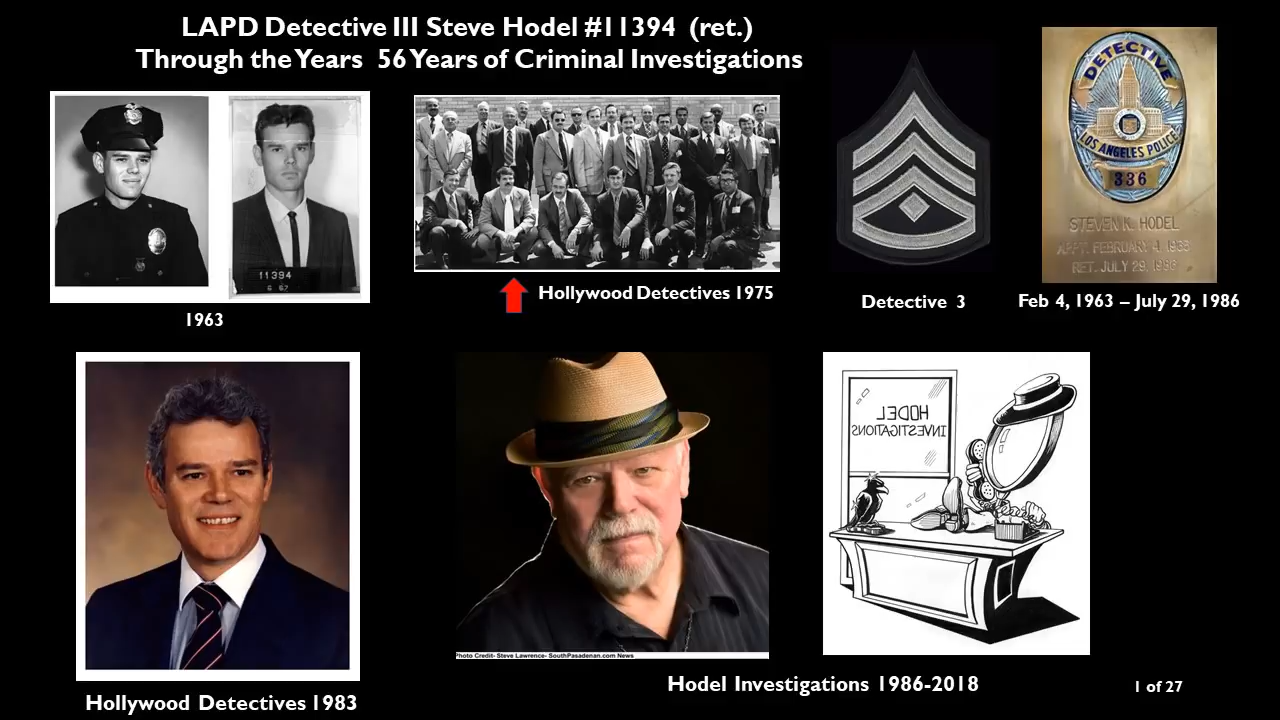 LAPD Detective III Steve Hodel #11394 (ret.)
Through the Years 56 Years of Criminal Investigations
11394
1963
Hollywood Detectives 1975
Detective 3
DETECTIVE
LOS ANGELES POLICE
336
STEVEN K. HODEL
APPT. FEBRUARY 4, 1963
RET. JULY 29, 1986
Feb 4, 1963 – July 29, 1986
Hollywood Detectives 1983
Photo Credit- Steve Lawrence- SouthPasadenan.com News
HODEL
INVESTIGATIONS
Hodel Investigations 1986-2018
1 of 27